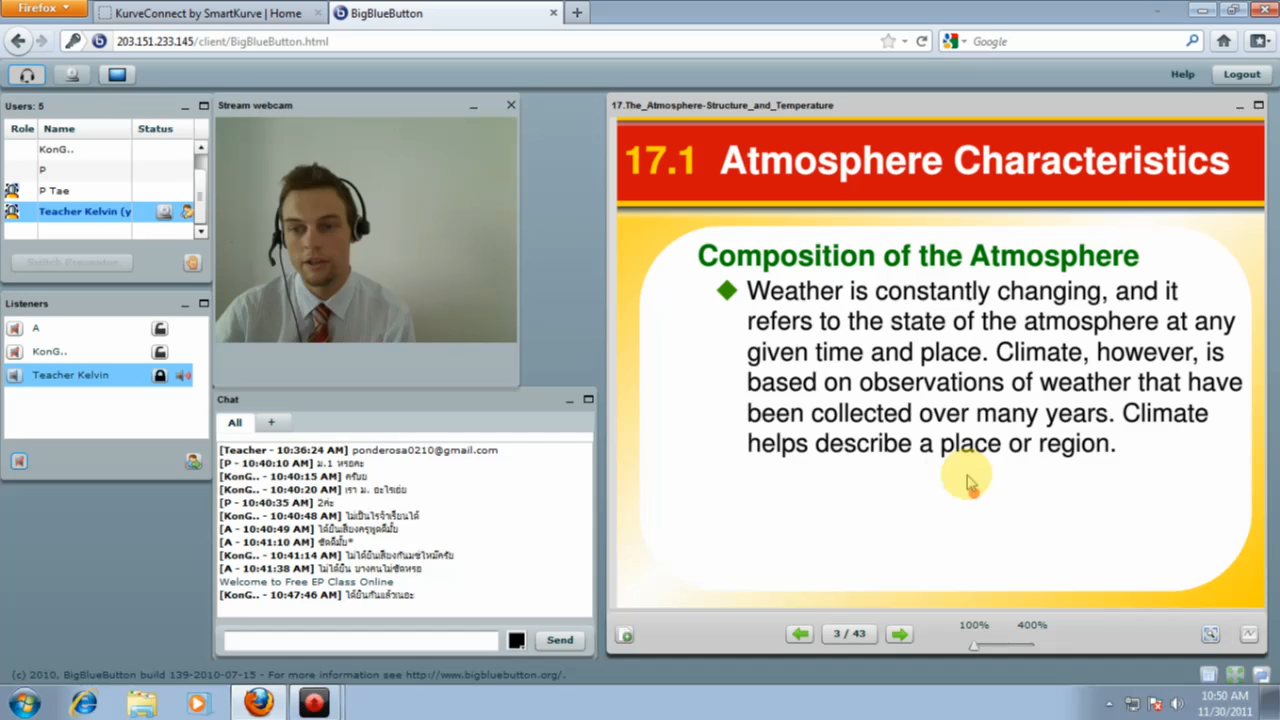 Firefox
KurveConnect by SmartKurve | Home
BigBlueButton
203.151.233.145/client/BigBlueButton.html
Google
Help
Logout
Users: 5
Role Name Status
KonG..
P
P Tae
Teacher Kelvin (y
Switch Presenter
Listeners
A
KonG..
Teacher Kelvin
Stream webcam
Chat
All
+
[Teacher - 10:36:24 AM] ponderosa0210@gmail.com
[P - 10:40:10 AM] ม.1 หรอคะ
[KonG.. - 10:40:15 AM] ครับย
[KonG.. - 10:40:20 AM] เรา ม. อะไรเอ่ย
[P - 10:40:35 AM] 2ค่ะ
[KonG.. - 10:40:48 AM] ไม่เป็นไรจ้าเรียนได้
[A - 10:40:49 AM] ได้ยินเสียงครูพูดดีมั๊ย
[A - 10:41:10 AM] ชัดดีมั๊ย*
[KonG.. - 10:41:14 AM] ไม่ได้ยินเสียงกันมช่ไหมครับ
[A - 10:41:38 AM] ไม่ได้ยิน บางคนไม่ชัดหรอ
Welcome to Free EP Class Online
[KonG.. - 10:47:46 AM] ได้ยินกันแล้วเนอะ
Send
17.The_Atmosphere-Structure_and_Temperature
17.1 Atmosphere Characteristics
Composition of the Atmosphere
Weather is constantly changing, and it
refers to the state of the atmosphere at any
given time and place. Climate, however, is
based on observations of weather that have
been collected over many years. Climate
helps describe a place or region.
3 / 43
100%
400%
(c) 2010, BigBlueButton build 139-2010-07-15 - For more information see http://www.bigbluebutton.org/.
10:50 AM
11/30/2011